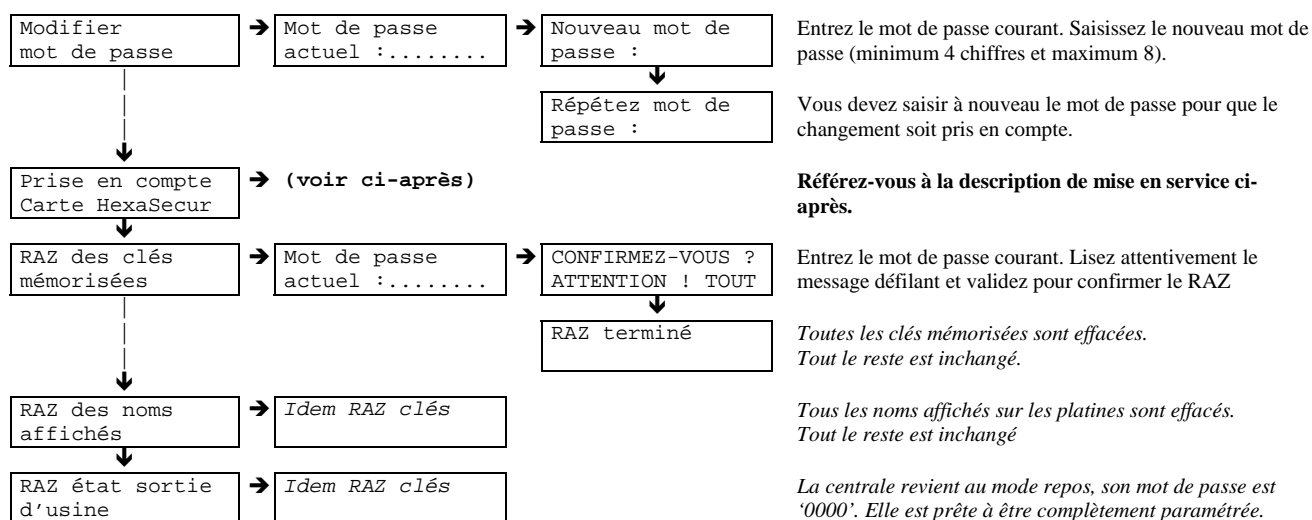 Modifier
mot de passe
Mot de passe
actuel :........
Nouveau mot de
passe :
Entrez le mot de passe courant. Saisissez le nouveau mot de
passe (minimum 4 chiffres et maximum 8).
Répétez mot de
passe :
Vous devez saisir à nouveau le mot de passe pour que le
changement soit pris en compte.
Prise en compte
Carte HexaSecur
(voir ci-après)
Référez-vous à la description de mise en service ci-
après.
RAZ des clés
mémorisées
Mot de passe
actuel :........
CONFIRMEZ-VOUS ?
ATTENTION ! TOUT
Entrez le mot de passe courant. Lisez attentivement le
message défilant et validez pour confirmer le RAZ
RAZ terminé
Toutes les clés mémorisées sont effacées.
Tout le reste est inchangé.
RAZ des noms
affichés
Idem RAZ clés
Tous les noms affichés sur les platines sont effacés.
Tout le reste est inchangé
RAZ état sortie
d'usine
Idem RAZ clés
La centrale revient au mode repos, son mot de passe est
‘0000’. Elle est prête à être complètement paramétrée.